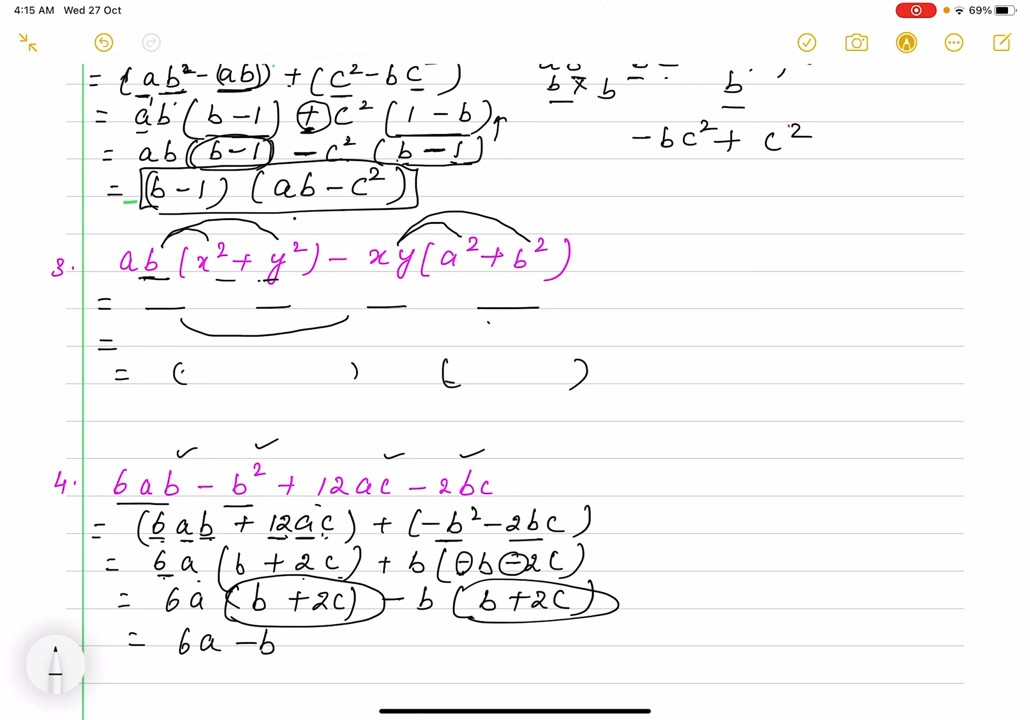 4:15 AM Wed 27 Oct 69%
= (ab² - (ab)) + (c² - bc )
b × b b
= ab (b - 1) + c² (1 - b)
- bc² + c²
= ab (b - 1) - c² (b - 1)
= (b - 1) (ab - c²)
3. ab (x² + y²) - xy (a² + b²)
=
=
= ( ) ( )
4. 6ab - b² + 12ac - 2bc
= (6ab + 12ac) + (-b² - 2bc)
= 6a (b + 2c) + b (-b - 2c)
= 6a (b + 2c) - b (b + 2c)
= 6a - b